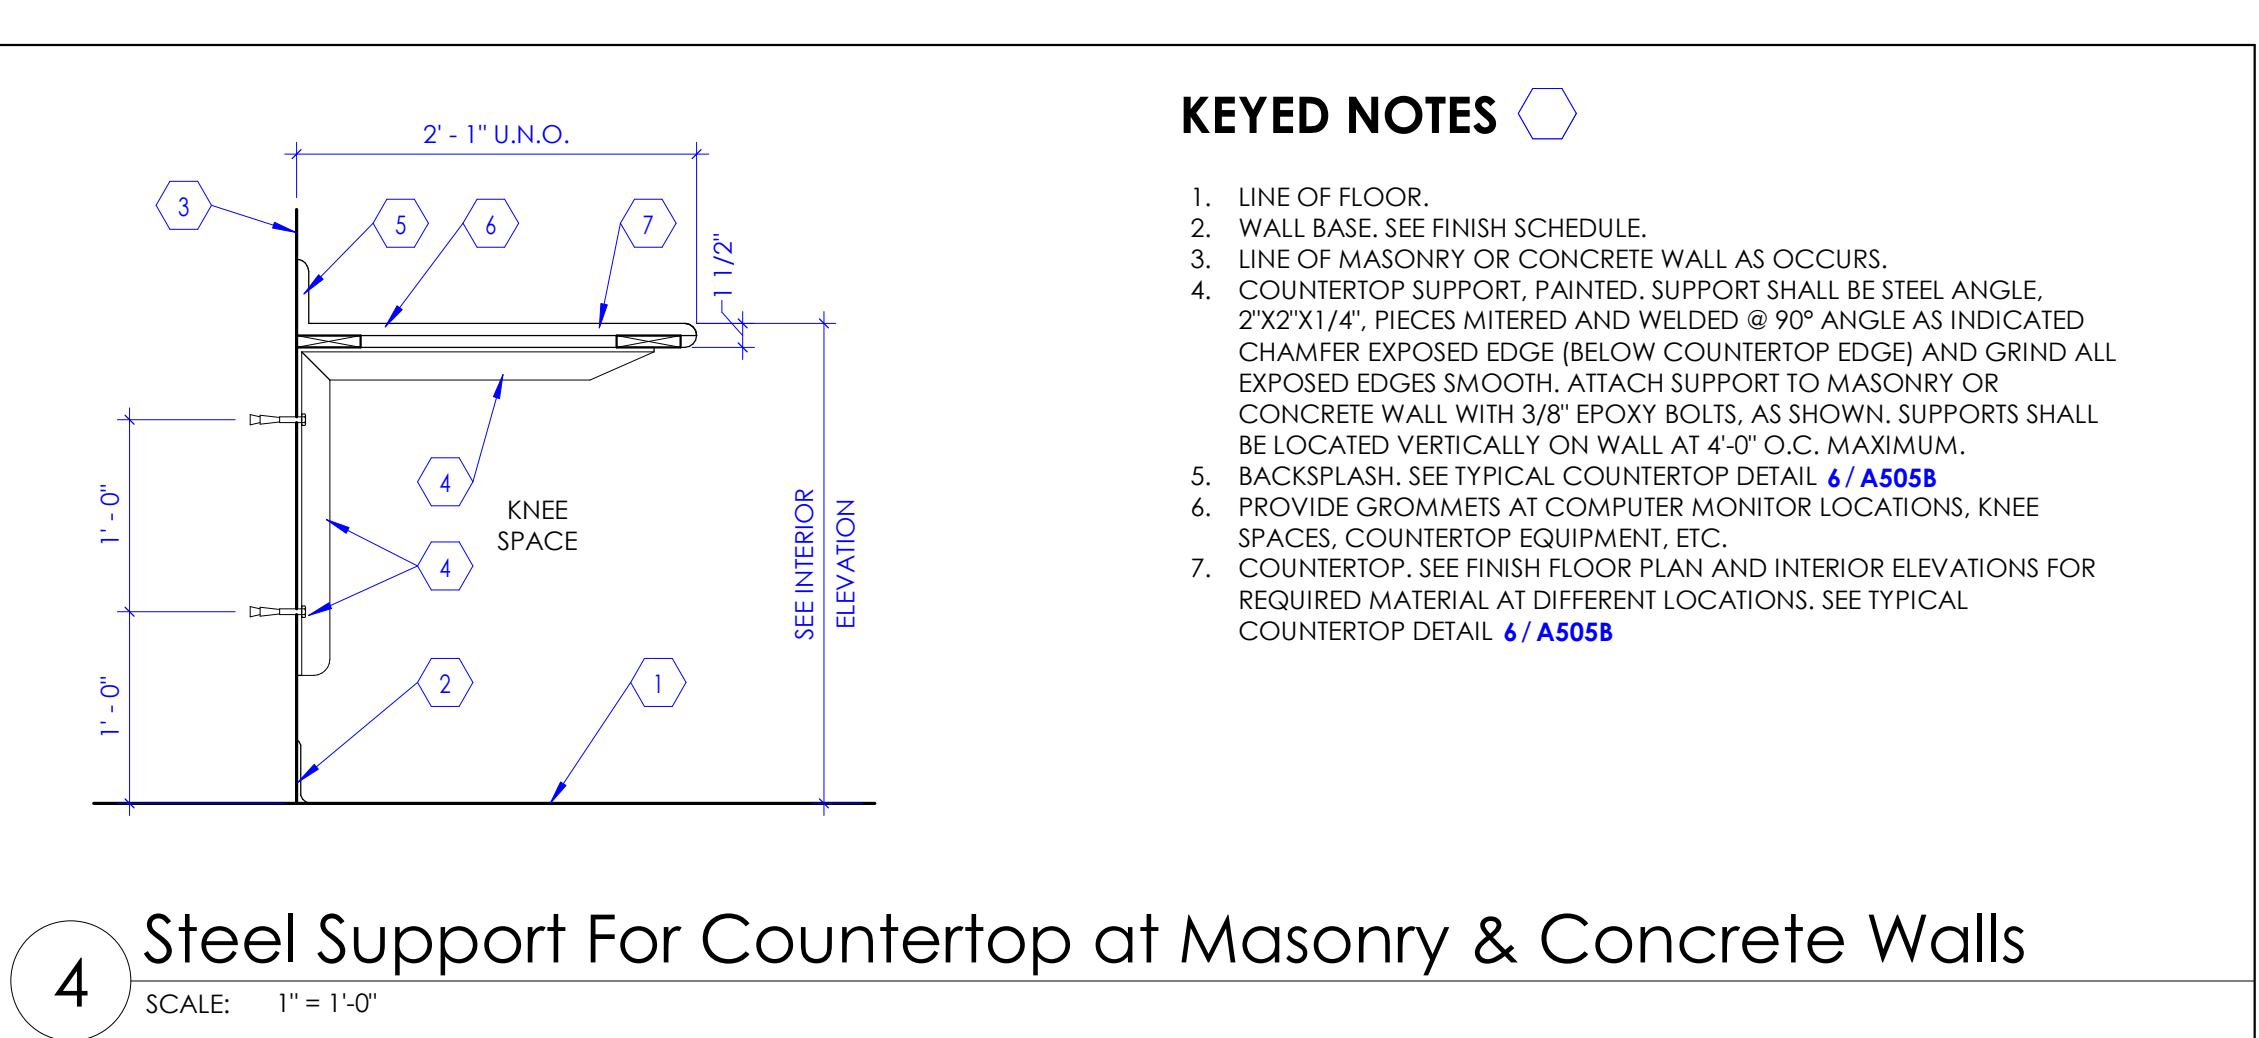 2' - 1" U.N.O.
3
5
6
7
1 1/2"
4
KNEE
SPACE
4
1' - 0"
1' - 0"
SEE INTERIOR
ELEVATION
2
1
KEYED NOTES
1. LINE OF FLOOR.
2. WALL BASE. SEE FINISH SCHEDULE.
3. LINE OF MASONRY OR CONCRETE WALL AS OCCURS.
4. COUNTERTOP SUPPORT, PAINTED. SUPPORT SHALL BE STEEL ANGLE,
2"X2"X1/4", PIECES MITERED AND WELDED @ 90° ANGLE AS INDICATED
CHAMFER EXPOSED EDGE (BELOW COUNTERTOP EDGE) AND GRIND ALL
EXPOSED EDGES SMOOTH. ATTACH SUPPORT TO MASONRY OR
CONCRETE WALL WITH 3/8" EPOXY BOLTS, AS SHOWN. SUPPORTS SHALL
BE LOCATED VERTICALLY ON WALL AT 4'-0" O.C. MAXIMUM.
5. BACKSPLASH. SEE TYPICAL COUNTERTOP DETAIL 6 / A505B
6. PROVIDE GROMMETS AT COMPUTER MONITOR LOCATIONS, KNEE
SPACES, COUNTERTOP EQUIPMENT, ETC.
7. COUNTERTOP. SEE FINISH FLOOR PLAN AND INTERIOR ELEVATIONS FOR
REQUIRED MATERIAL AT DIFFERENT LOCATIONS. SEE TYPICAL
COUNTERTOP DETAIL 6 / A505B
4
Steel Support For Countertop at Masonry & Concrete Walls
SCALE: 1" = 1'-0"